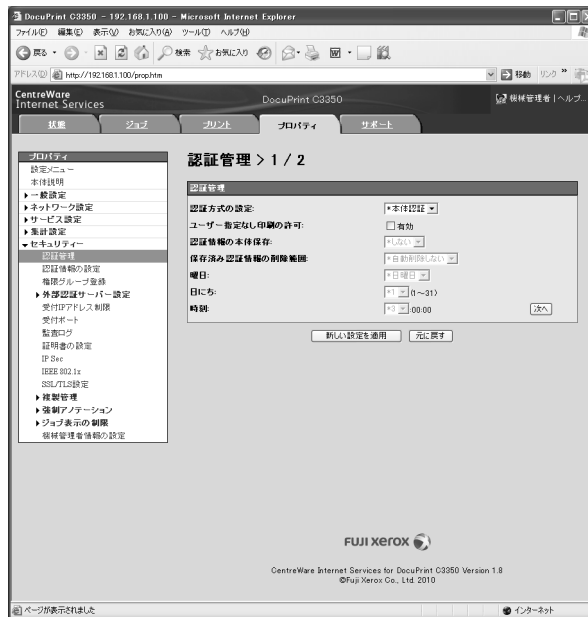 DocuPrint C3350 - 192.168.1.100 - Microsoft Internet Explorer
ファイル(F) 編集(E) 表示(V) お気に入り(A) ツール(T) ヘルプ(H)
戻る 検索 お気に入り
アドレス(D) http://192.168.1.100/prop.htm 移動 リンク
CentreWare
Internet Services
DocuPrint C3350
機械管理者 | ヘルプ...
状態 ジョブ プリント プロパティ サポート
プロパティ
設定メニュー
本体説明
一般設定
ネットワーク設定
サービス設定
集計設定
セキュリティー
認証管理
認証情報の設定
権限グループ登録
外部認証サーバー設定
受付IPアドレス制限
受付ポート
監査ログ
証明書の設定
IP Sec
IEEE 802.1x
SSL/TLS設定
複製管理
強制アノテーション
ジョブ表示の制限
機械管理者情報の設定
認証管理 > 1 / 2
認証管理
認証方式の設定: *本体認証
ユーザー指定なし印刷の許可: 有効
認証情報の本体保存: *しない
保存済み認証情報の削除範囲: *自動削除しない
曜日: *日曜日
日にち: *1 (1～31)
時刻: *3 :00:00 次へ
新しい設定を適用 元に戻す
FUJI XEROX
CentreWare Internet Services for DocuPrint C3350 Version 1.8
©Fuji Xerox Co., Ltd. 2010
ページが表示されました インターネット